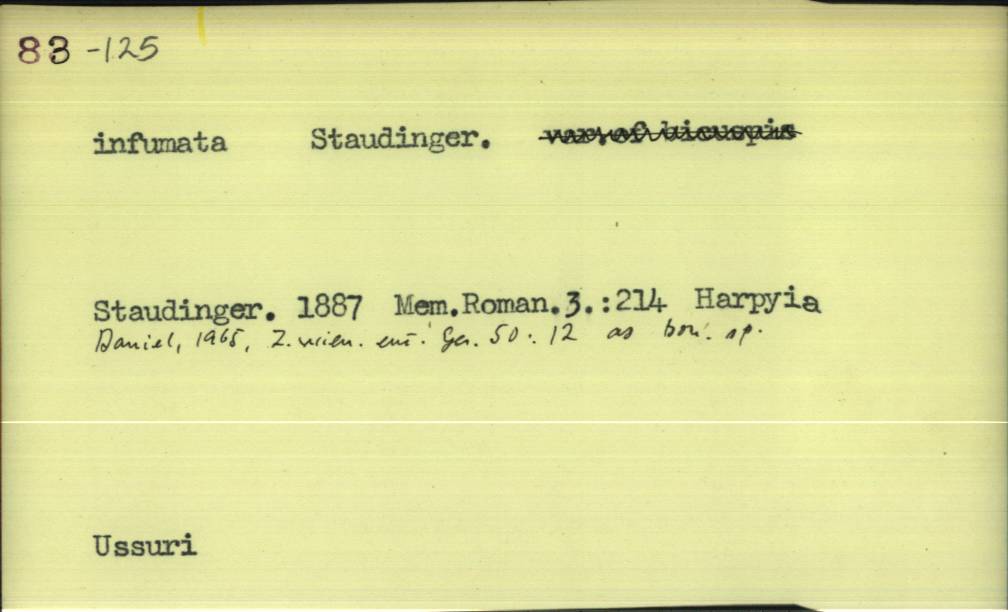 83 -125
infumata Staudinger. var.of bicuspis
Staudinger. 1887 Mem.Roman.3.:214 Harpyia
Daniel, 1965, Z. wien. ent. Ges. 50: 12 as bon. sp.
Ussuri